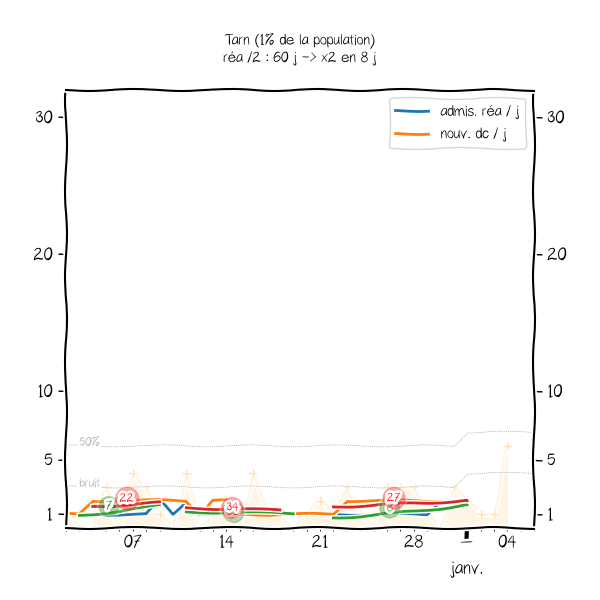 Tarn (1% de la population)
réa /2 : 60 j -> x2 en 8 j
admis. réa / j
nouv. dc / j
30 30
20 20
10 10
50%
5 5
bruit
7 22 34 27 8
1 1
07 14 21 28 1 04
janv.